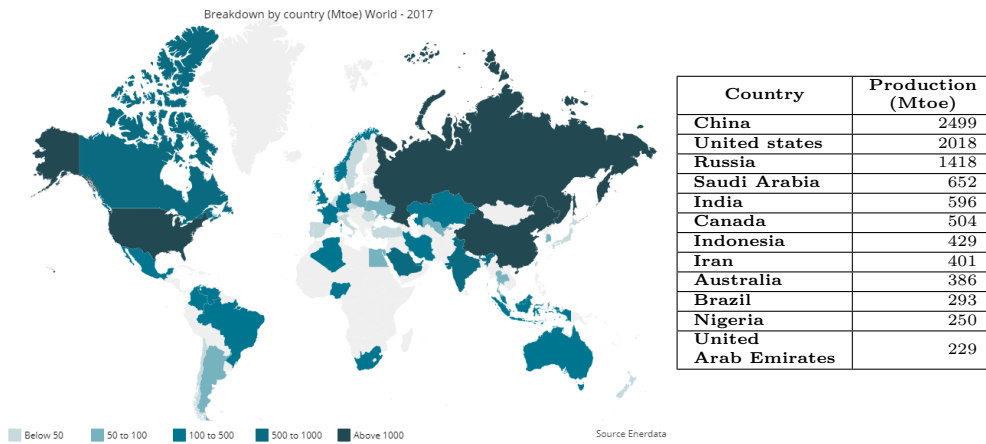 Breakdown by country (Mtoe) World - 2017
Below 50
50 to 100
100 to 500
500 to 1000
Above 1000
Source Enerdata
Country Production
(Mtoe)
China 2499
United states 2018
Russia 1418
Saudi Arabia 652
India 596
Canada 504
Indonesia 429
Iran 401
Australia 386
Brazil 293
Nigeria 250
United
Arab Emirates 229